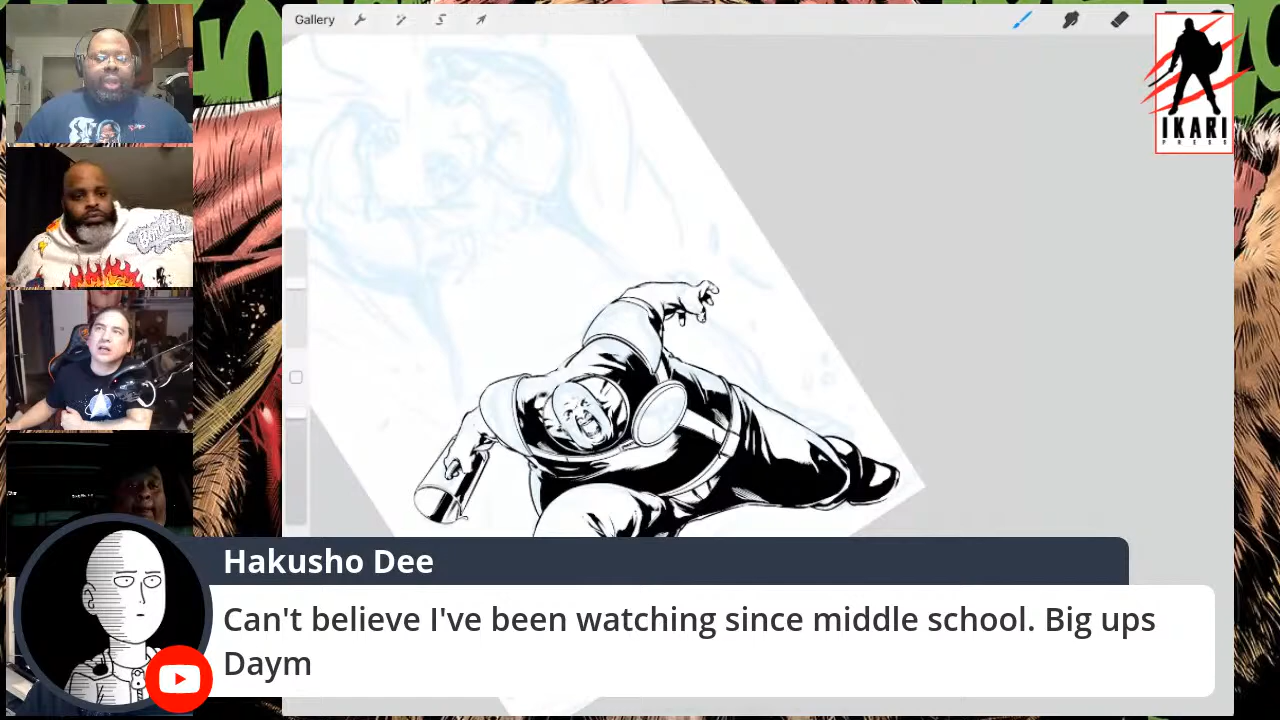 Gallery
IKARI
PRESS
Hakusho Dee
Can't believe I've been watching since middle school. Big ups
Daym